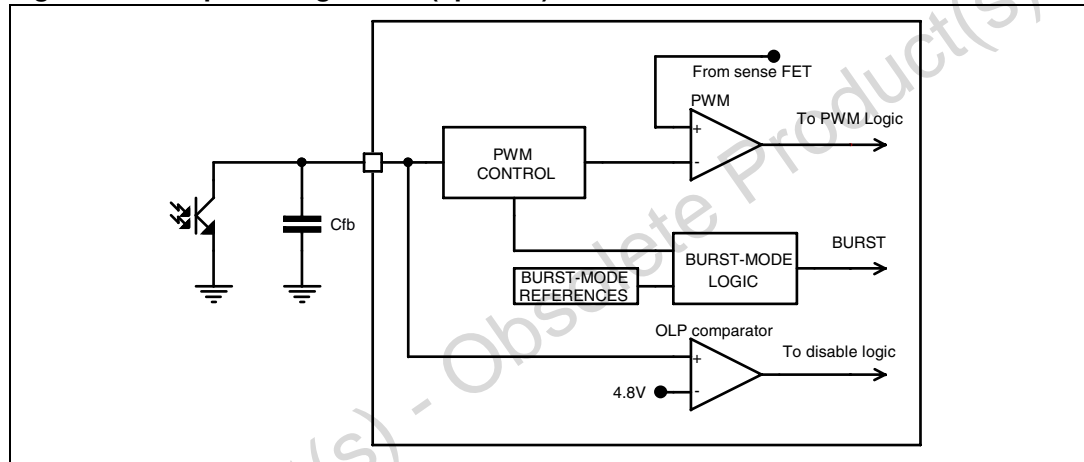 From sense FET
PWM
To PWM Logic
+
-
PWM
CONTROL
Cfb
BURST
BURST-MODE
LOGIC
BURST-MODE
REFERENCES
OLP comparator
To disable logic
+
4.8V
-
(s) - Obsolete Product(s)